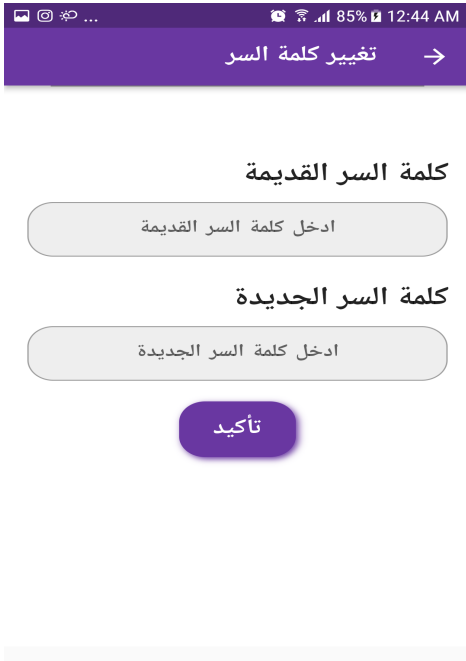 ... 85% 12:44 AM
تغيير كلمة السر
كلمة السر القديمة
ادخل كلمة السر القديمة
كلمة السر الجديدة
ادخل كلمة السر الجديدة
تأكيد